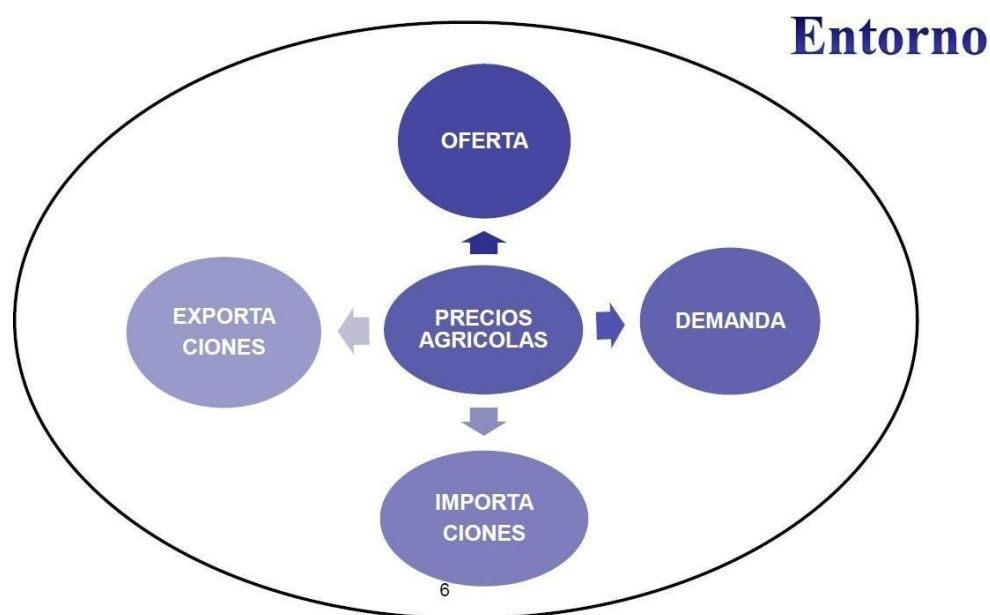 Entorno
OFERTA
EXPORTA
CIONES
PRECIOS
AGRICOLAS
DEMANDA
IMPORTA
CIONES
6